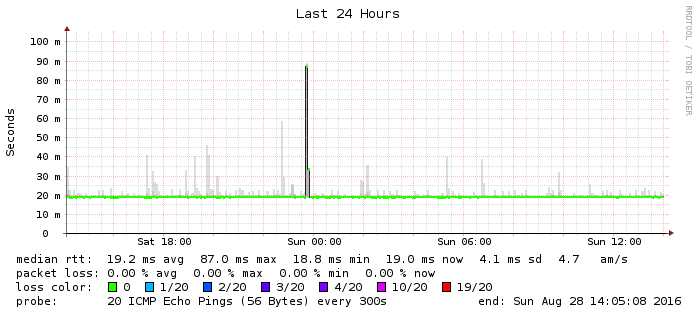 Last 24 Hours
RRDTOOL / TOBI OETIKER
Seconds
100 m
90 m
80 m
70 m
60 m
50 m
40 m
30 m
20 m
10 m
0
Sat 18:00 Sun 00:00 Sun 06:00 Sun 12:00
median rtt: 19.2 ms avg 87.0 ms max 18.8 ms min 19.0 ms now 4.1 ms sd 4.7 am/s
packet loss: 0.00 % avg 0.00 % max 0.00 % min 0.00 % now
loss color: 0 1/20 2/20 3/20 4/20 10/20 19/20
probe: 20 ICMP Echo Pings (56 Bytes) every 300s end: Sun Aug 28 14:05:08 2016